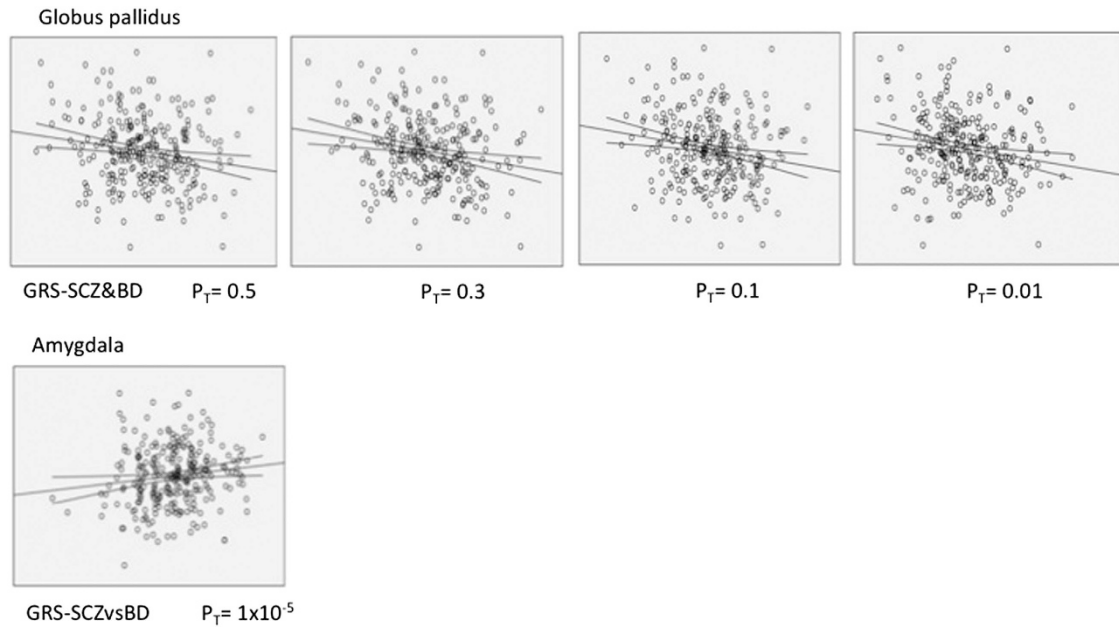 Globus pallidus
GRS-SCZ&BD P_T= 0.5 P_T= 0.3 P_T= 0.1 P_T= 0.01
Amygdala
GRS-SCZvsBD P_T= 1x10^-5